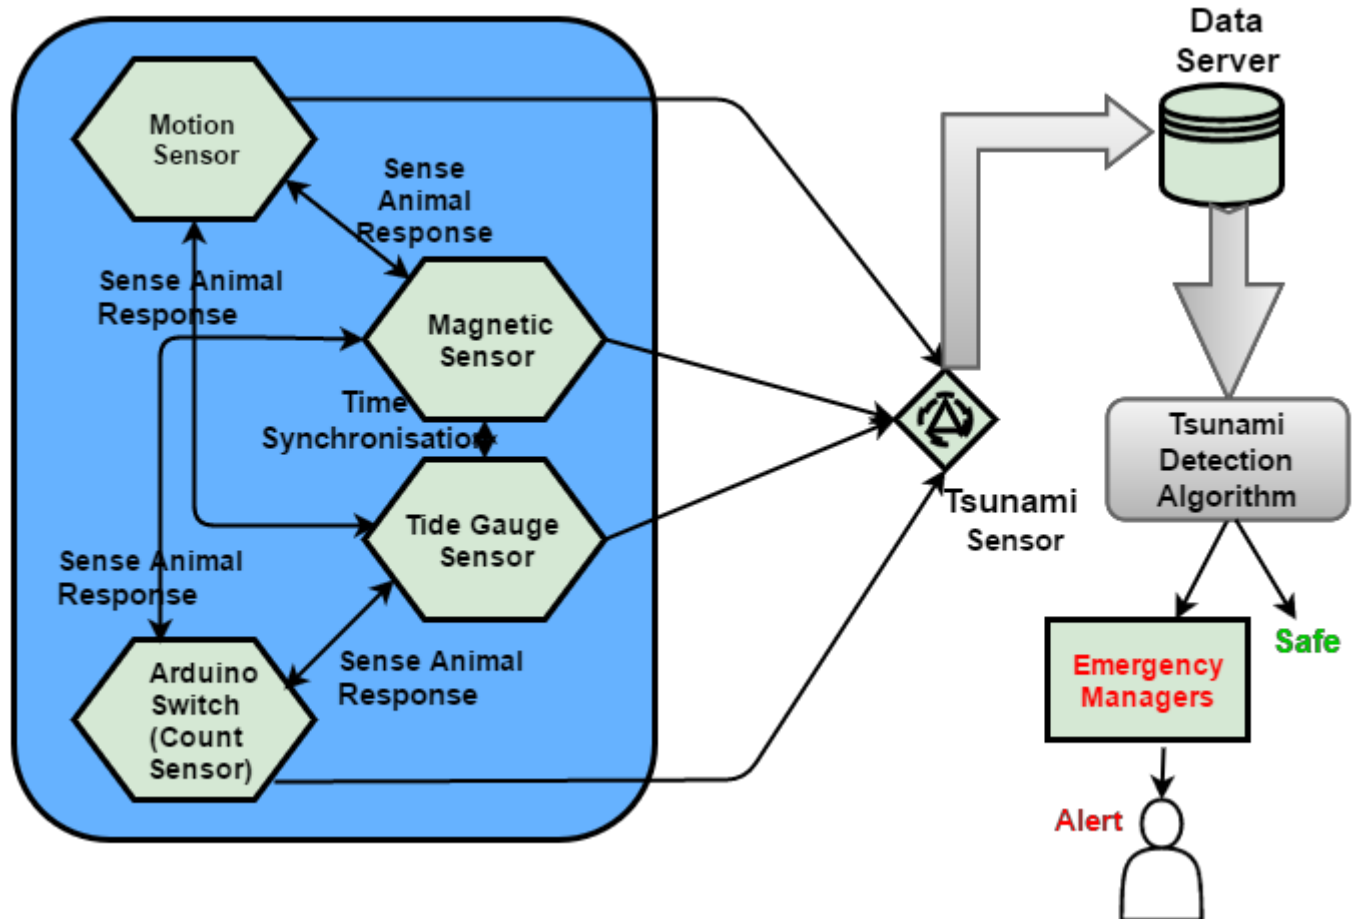 Data
Server
Motion
Sensor
Sense
Animal
Response
Sense Animal
Response
Magnetic
Sensor
Time
Synchronisation
Tide Gauge
Sensor
Tsunami
Sensor
Tsunami
Detection
Algorithm
Sense Animal
Response
Sense Animal
Response
Arduino
Switch
(Count
Sensor)
Safe
Emergency
Managers
Alert